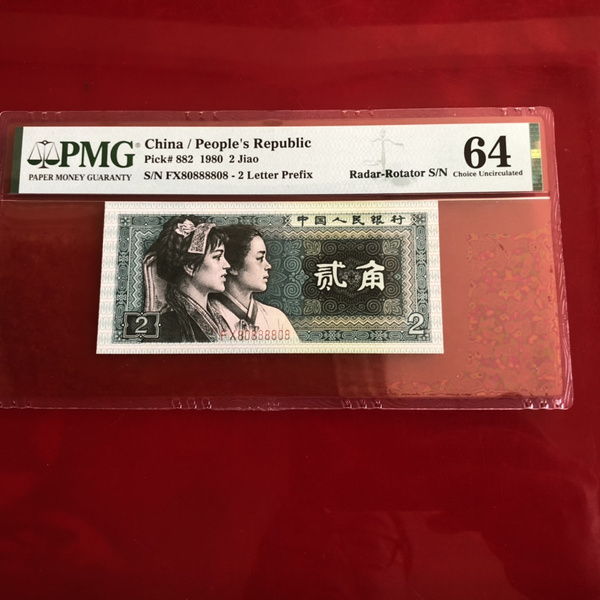 PMG
PAPER MONEY GUARANTY
China / People's Republic
Pick# 882 1980 2 Jiao
S/N FX80888808 - 2 Letter Prefix
Radar-Rotator S/N
64
Choice Uncirculated
中国人民银行
贰角
2
FX80888808
2